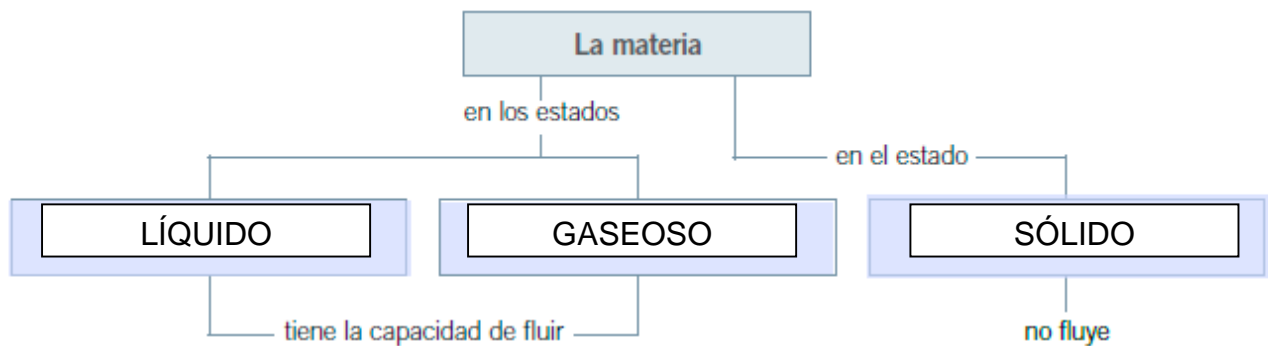 La materia
en los estados
en el estado
LÍQUIDO
GASEOSO
SÓLIDO
tiene la capacidad de fluir
no fluye